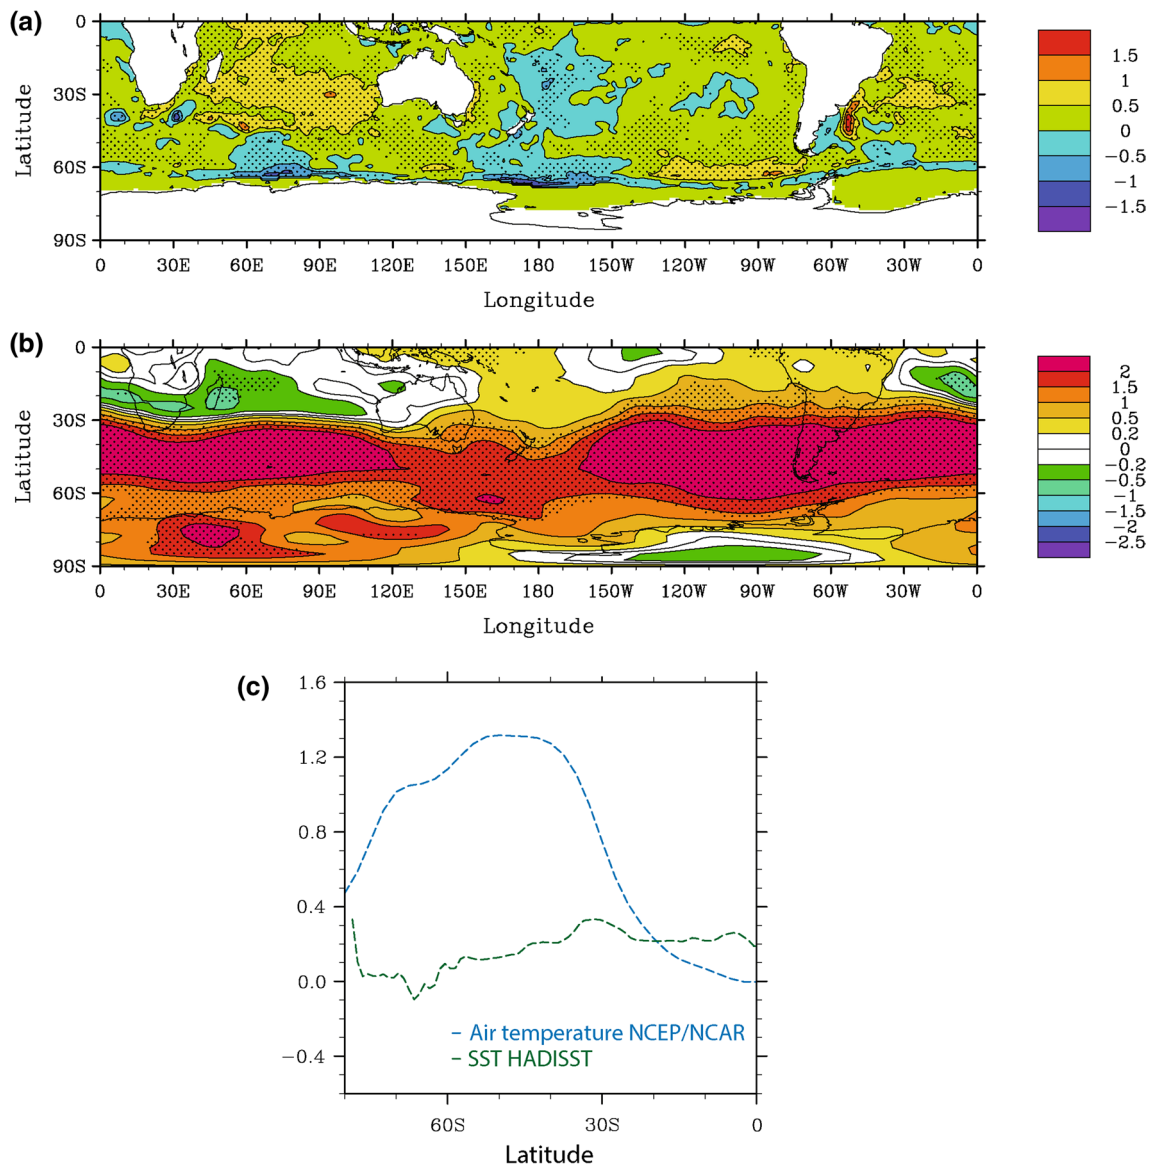 (a)
Latitude
0
30S
60S
90S
0 30E 60E 90E 120E 150E 180 150W 120W 90W 60W 30W 0
Longitude
1.5
1
0.5
0
−0.5
−1
−1.5
(b)
Latitude
0
30S
60S
90S
0 30E 60E 90E 120E 150E 180 150W 120W 90W 60W 30W 0
Longitude
2
1.5
1
0.5
0.2
0
−0.2
−0.5
−1
−1.5
−2
−2.5
(c)
1.6
1.2
0.8
0.4
0.0
−0.4
Air temperature NCEP/NCAR
SST HADISST
60S 30S 0
Latitude